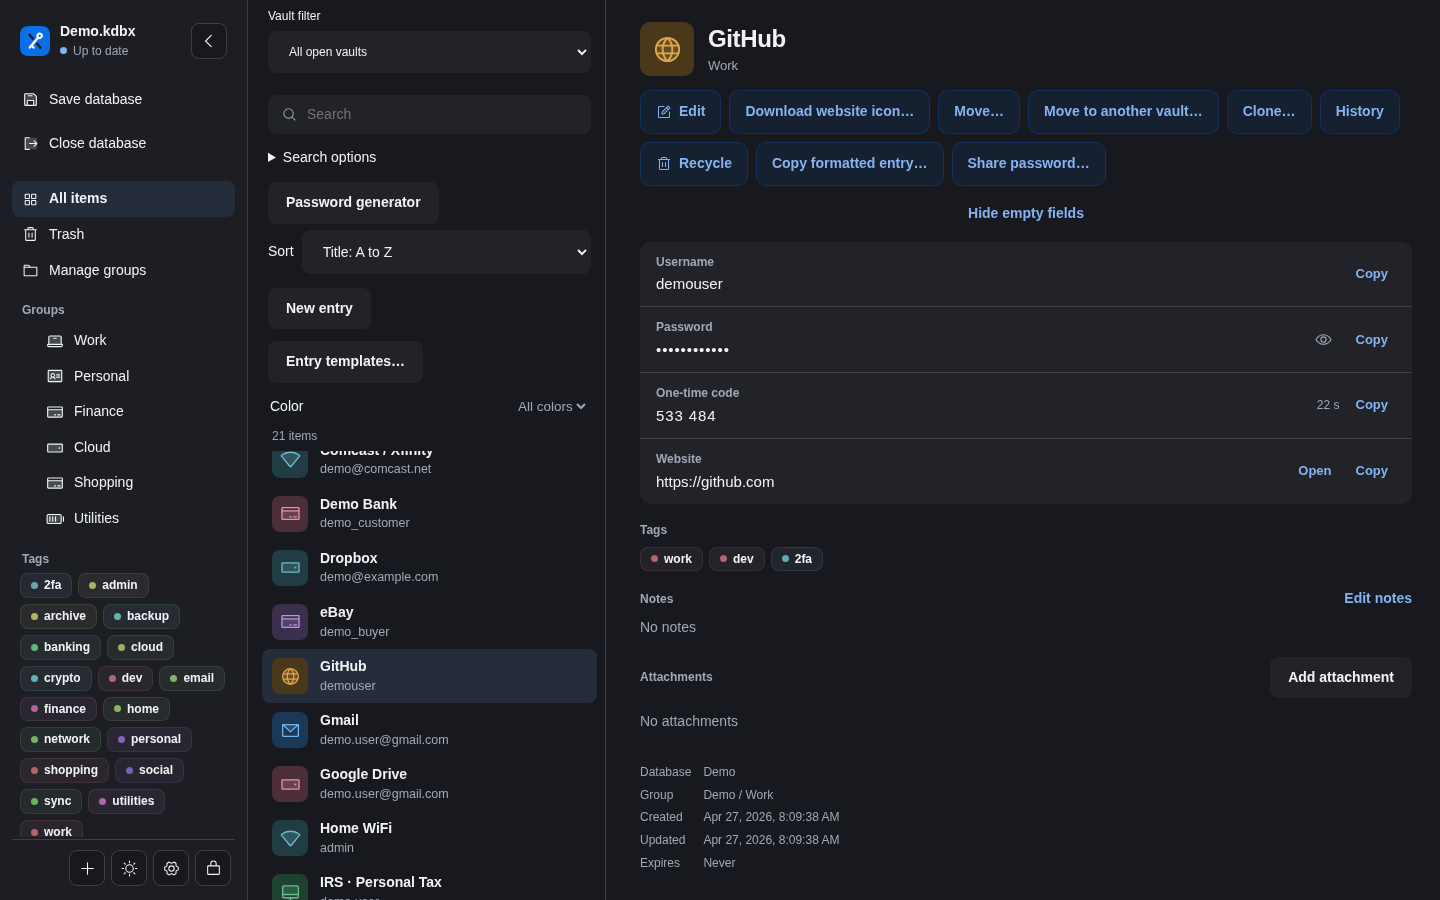 Demo.kdbx
Up to date
Save database
Close database
All items
Trash
Manage groups
Groups
Work
Personal
Finance
Cloud
Shopping
Utilities
Tags
2fa
admin
archive
backup
banking
cloud
crypto
dev
email
finance
home
network
personal
shopping
social
sync
utilities
work
Vault filter
All open vaults
Search
Search options
Password generator
Sort
Title: A to Z
New entry
Entry templates…
Color
All colors
21 items
Comcast / Xfinity
demo@comcast.net
Demo Bank
demo_customer
Dropbox
demo@example.com
eBay
demo_buyer
GitHub
demouser
Gmail
demo.user@gmail.com
Google Drive
demo.user@gmail.com
Home WiFi
admin
IRS · Personal Tax
GitHub
Work
Edit
Download website icon…
Move…
Move to another vault…
Clone…
History
Recycle
Copy formatted entry…
Share password…
Hide empty fields
Username
demouser
Copy
Password
••••••••••••
Copy
One-time code
533 484
22 s
Copy
Website
https://github.com
Open
Copy
Tags
work
dev
2fa
Notes
Edit notes
No notes
Attachments
Add attachment
No attachments
Database Demo
Group Demo / Work
Created Apr 27, 2026, 8:09:38 AM
Updated Apr 27, 2026, 8:09:38 AM
Expires Never